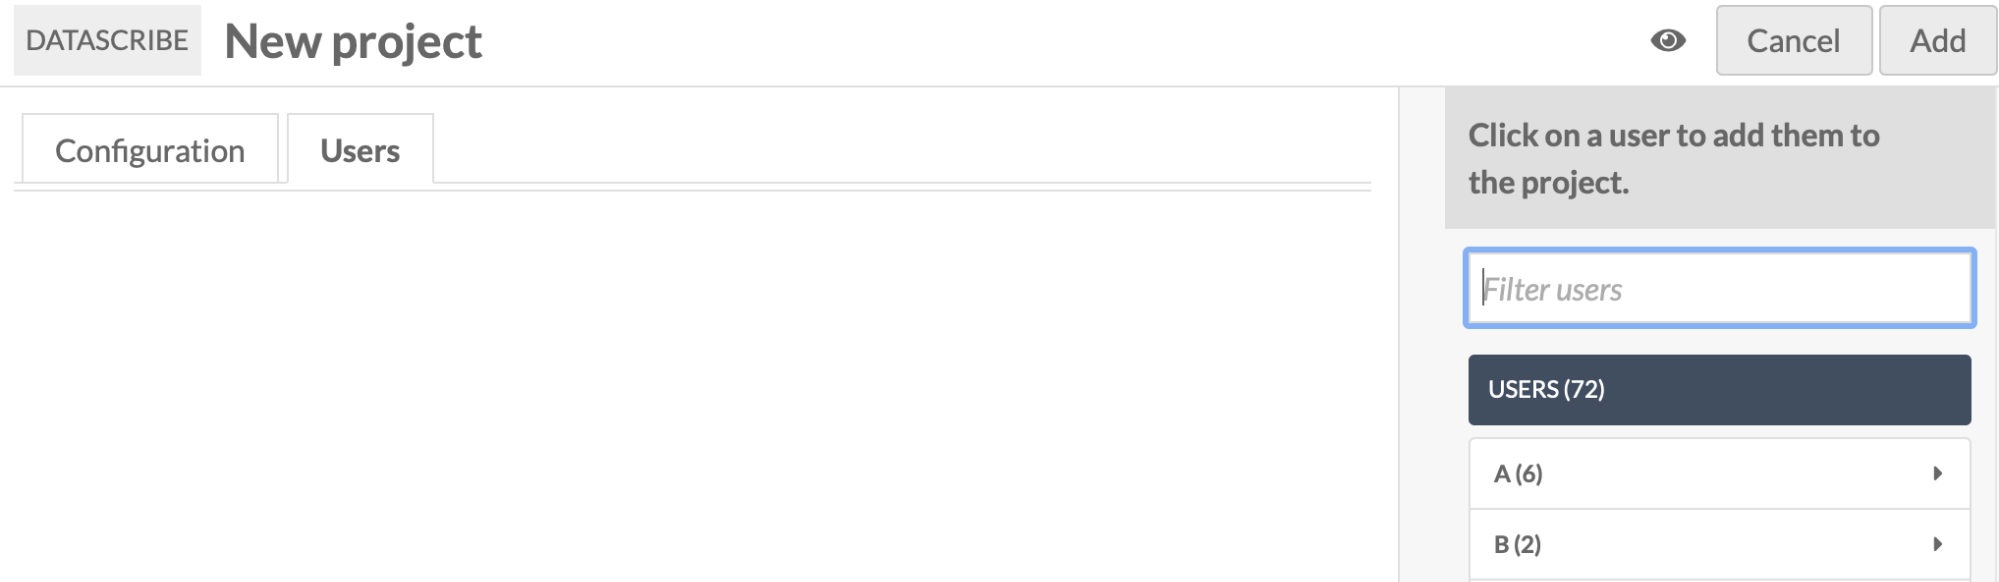 DATASCRIBE New project Cancel Add
Configuration Users
Click on a user to add them to
the project.
Filter users
USERS (72)
A (6)
B (2)